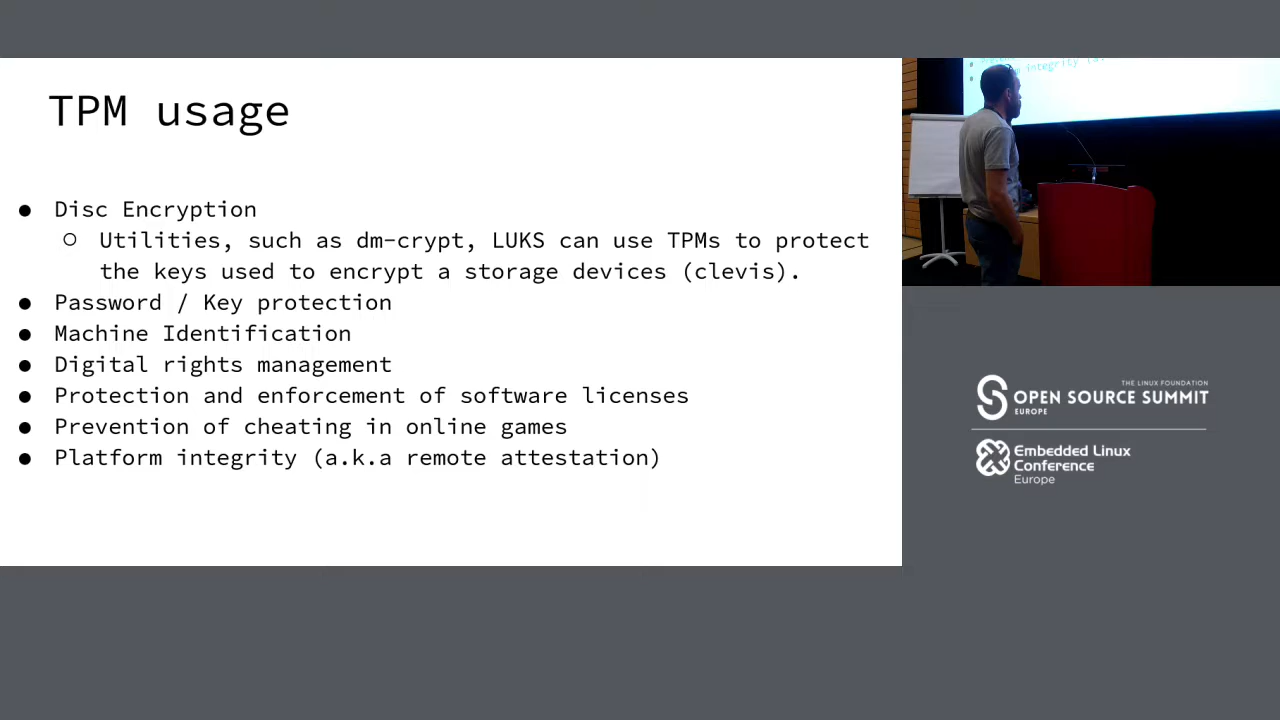 TPM usage
● Disc Encryption
○ Utilities, such as dm-crypt, LUKS can use TPMs to protect
the keys used to encrypt a storage devices (clevis).
● Password / Key protection
● Machine Identification
● Digital rights management
● Protection and enforcement of software licenses
● Prevention of cheating in online games
● Platform integrity (a.k.a remote attestation)
integrity (a.
THE LINUX FOUNDATION
OPEN SOURCE SUMMIT
EUROPE
Embedded Linux
Conference
Europe